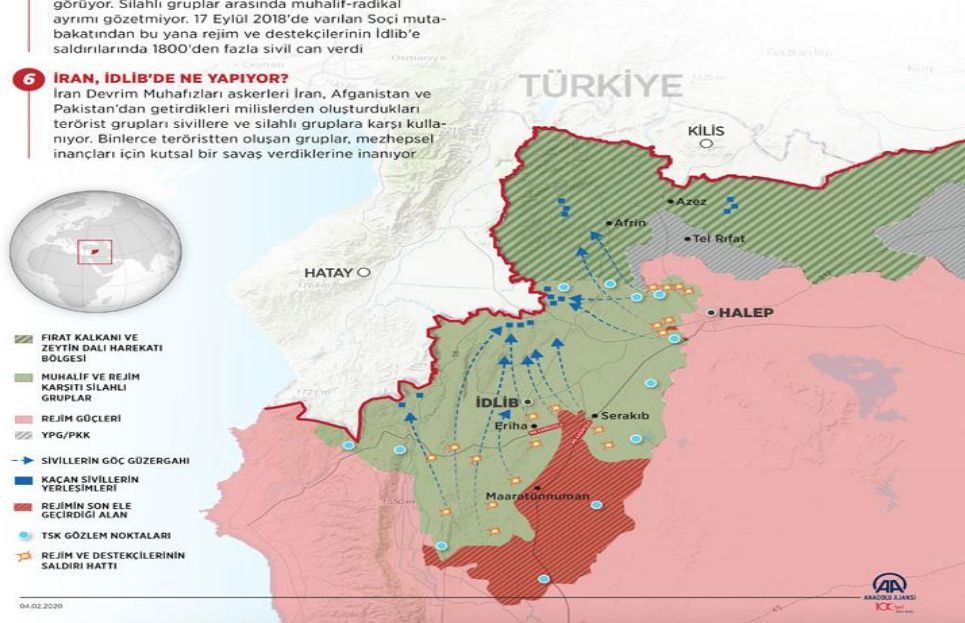 görüyor. Silahlı gruplar arasında muhalif-radikal
ayrımı gözetmiyor. 17 Eylül 2018'de varılan Soçi muta-
bakatından bu yana rejim ve destekçilerinin İdlib'e
saldırılarında 1800'den fazla sivil can verdi
6 İRAN, İDLİB'DE NE YAPIYOR?
İran Devrim Muhafızları askerleri İran, Afganistan ve
Pakistan'dan getirdikleri milislerden oluşturdukları
terörist grupları sivillere ve silahlı gruplara karşı kulla-
nıyor. Binlerce teröristten oluşan gruplar, mezhepsel
inançları için kutsal bir savaş verdiklerine inanıyor
Ceyhan
Osmaniye
Gaziantep
TÜRKİYE
KİLİS
Azez
Afrin
Tel Rıfat
HATAY
HALEP
İDLİB
Eriha
Serakıb
Maaratünnuman
FIRAT KALKANI VE
ZEYTİN DALI HAREKATI
BÖLGESİ
MUHALİF VE REJİM
KARŞITI SİLAHLI
GRUPLAR
REJİM GÜÇLERİ
YPG/PKK
SİVİLLERİN GÖÇ GÜZERGAHI
KAÇAN SİVİLLERİN
YERLEŞİMLERİ
REJİMİN SON ELE
GEÇİRDİĞİ ALAN
TSK GÖZLEM NOKTALARI
REJİM VE DESTEKÇİLERİNİN
SALDIRI HATTI
04.02.2020
AA
ANADOLU AJANSI